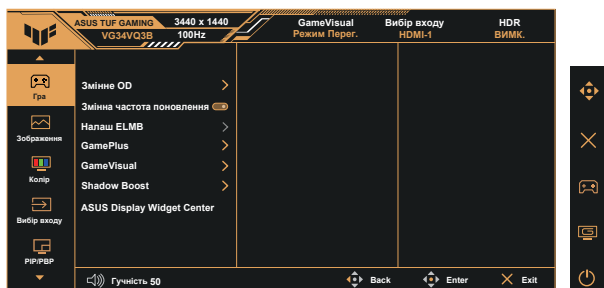 ASUS TUF GAMING 3440 x 1440 GameVisual Вибір входу HDR
VG34VQ3B 100Hz Режим Перег. HDMI-1 ВИМК.
Гра
Зображення
Колір
Вибір входу
PIP/PBP
Змінне OD
Змінна частота поновлення
Налаш ELMB
GamePlus
GameVisual
Shadow Boost
ASUS Display Widget Center
Гучність 50 Back Enter Exit